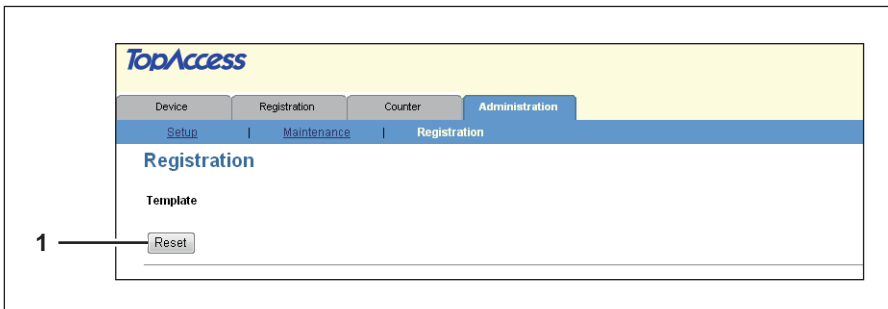 TopAccess
Device Registration Counter Administration
Setup | Maintenance | Registration
Registration
Template
1 Reset